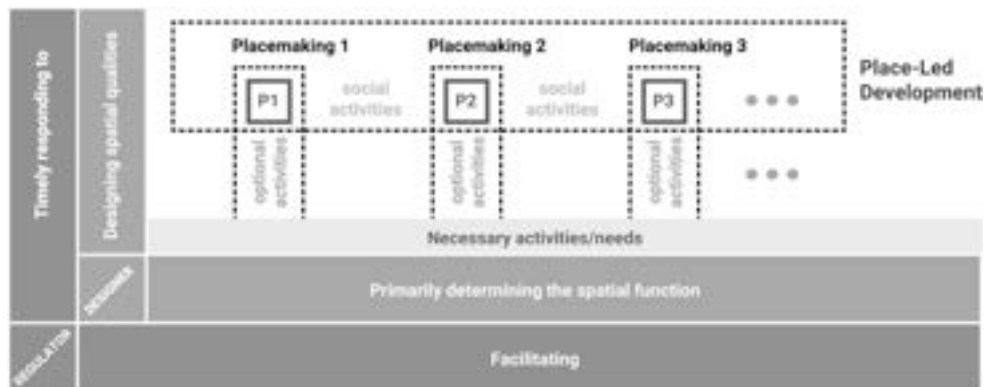 Timely responding to
Designing spatial qualities
Placemaking 1
Placemaking 2
Placemaking 3
P1
social
activities
P2
social
activities
P3
Place-Led
Development
optional
activities
optional
activities
optional
activities
Necessary activities/needs
DESIGNER
Primarily determining the spatial function
REGULATOR
Facilitating